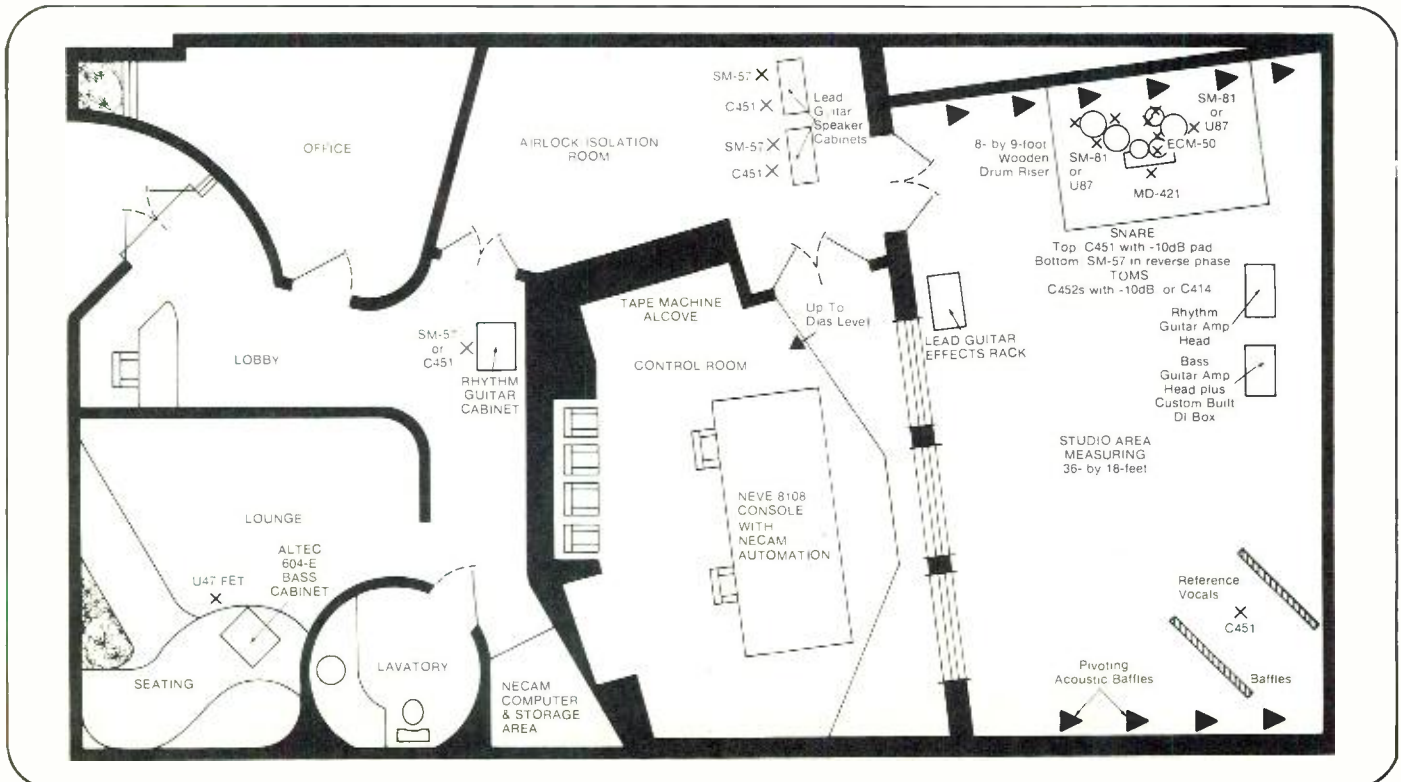 OFFICE
AIRLOCK ISOLATION
ROOM
SM-57
C451
SM-57
C451
Lead
Guitar
Speaker
Cabinets
8- by 9-foot
Wooden
Drum Riser
SM-81
or
U87
ECM-50
SM-81
or
U87
MD-421
SNARE
Top C451 with -10dB pad
Bottom SM-57 in reverse phase
TOMS
C452s with -10dB or C414
Rhythm
Guitar Amp
Head
Bass
Guitar Amp
Head plus
Custom Built
Di Box
LEAD GUITAR
EFFECTS RACK
TAPE MACHINE
ALCOVE
Up To
Dias Level
CONTROL ROOM
LOBBY
SM-57
or
C451
RHYTHM
GUITAR
CABINET
STUDIO AREA
MEASURING
36- by 18-feet
NEVE 8108
CONSOLE
WITH
NECAM
AUTOMATION
LOUNGE
ALTEC
604-E
BASS
CABINET
U47 FET
SEATING
LAVATORY
NECAM
COMPUTER
& STORAGE
AREA
Reference
Vocals
C451
Baffles
Pivoting
Acoustic Baffles